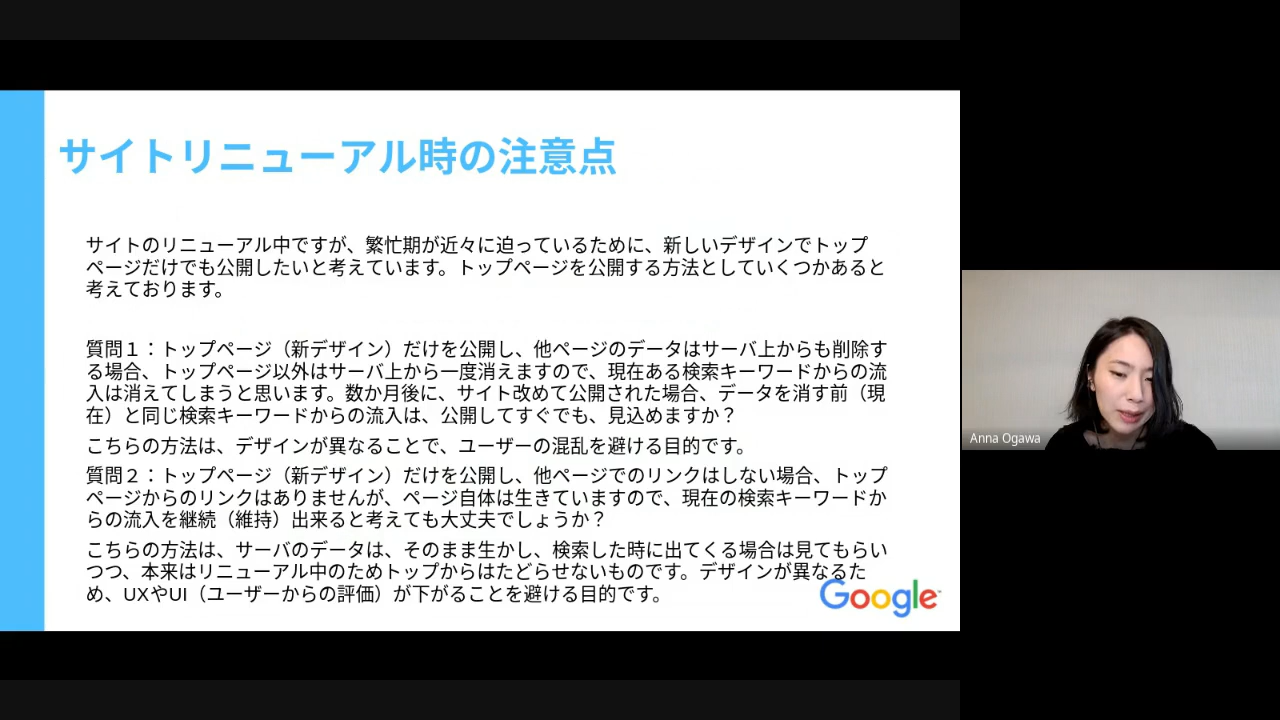 サイトリニューアル時の注意点
サイトのリニューアル中ですが、繁忙期が近々に迫っているために、新しいデザインでトップ
ページだけでも公開したいと考えています。トップページを公開する方法としていくつかあると
考えております。
質問１：トップページ（新デザイン）だけを公開し、他ページのデータはサーバ上からも削除す
る場合、トップページ以外はサーバ上から一度消えますので、現在ある検索キーワードからの流
入は消えてしまうと思います。数か月後に、サイト改めて公開された場合、データを消す前（現
在）と同じ検索キーワードからの流入は、公開してすぐでも、見込めますか？
こちらの方法は、デザインが異なることで、ユーザーの混乱を避ける目的です。
質問２：トップページ（新デザイン）だけを公開し、他ページでのリンクはしない場合、トップ
ページからのリンクはありませんが、ページ自体は生きていますので、現在の検索キーワードか
らの流入を継続（維持）出来ると考えても大丈夫でしょうか？
こちらの方法は、サーバのデータは、そのまま生かし、検索した時に出てくる場合は見てもらい
つつ、本来はリニューアル中のためトップからはたどらせないものです。デザインが異なるた
め、UXやUI（ユーザーからの評価）が下がることを避ける目的です。
Google
Anna Ogawa